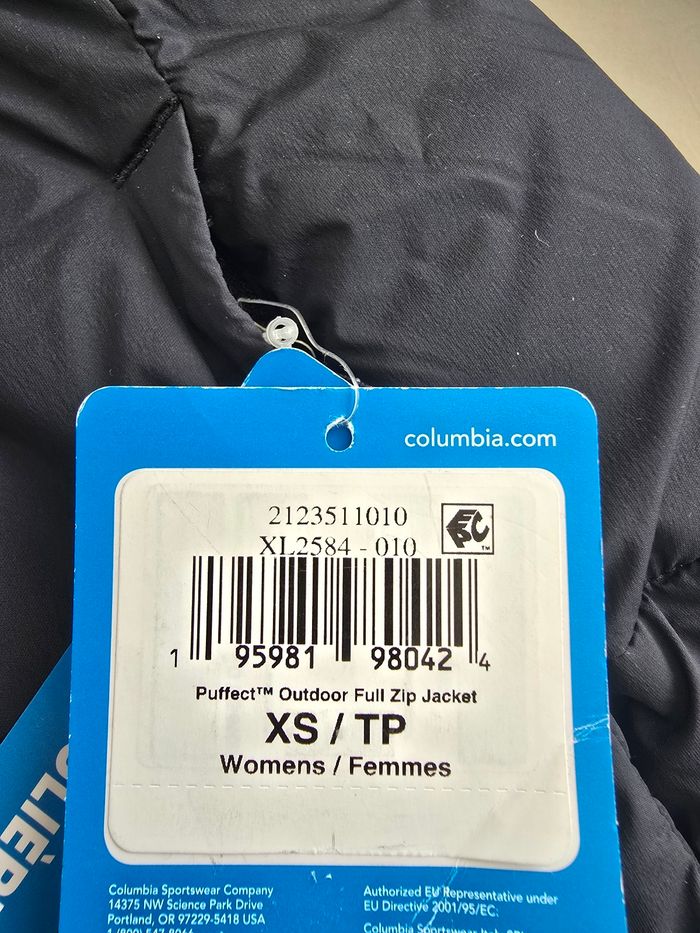 columbia.com
2123511010
XL2584 - 010
EPC
TM
1 95981 98042 4
Puffect™ Outdoor Full Zip Jacket
XS / TP
Womens / Femmes
Columbia Sportswear Company
14375 NW Science Park Drive
Portland, OR 97229-5418 USA
Authorized EU Representative under
EU Directive 2001/95/EC: